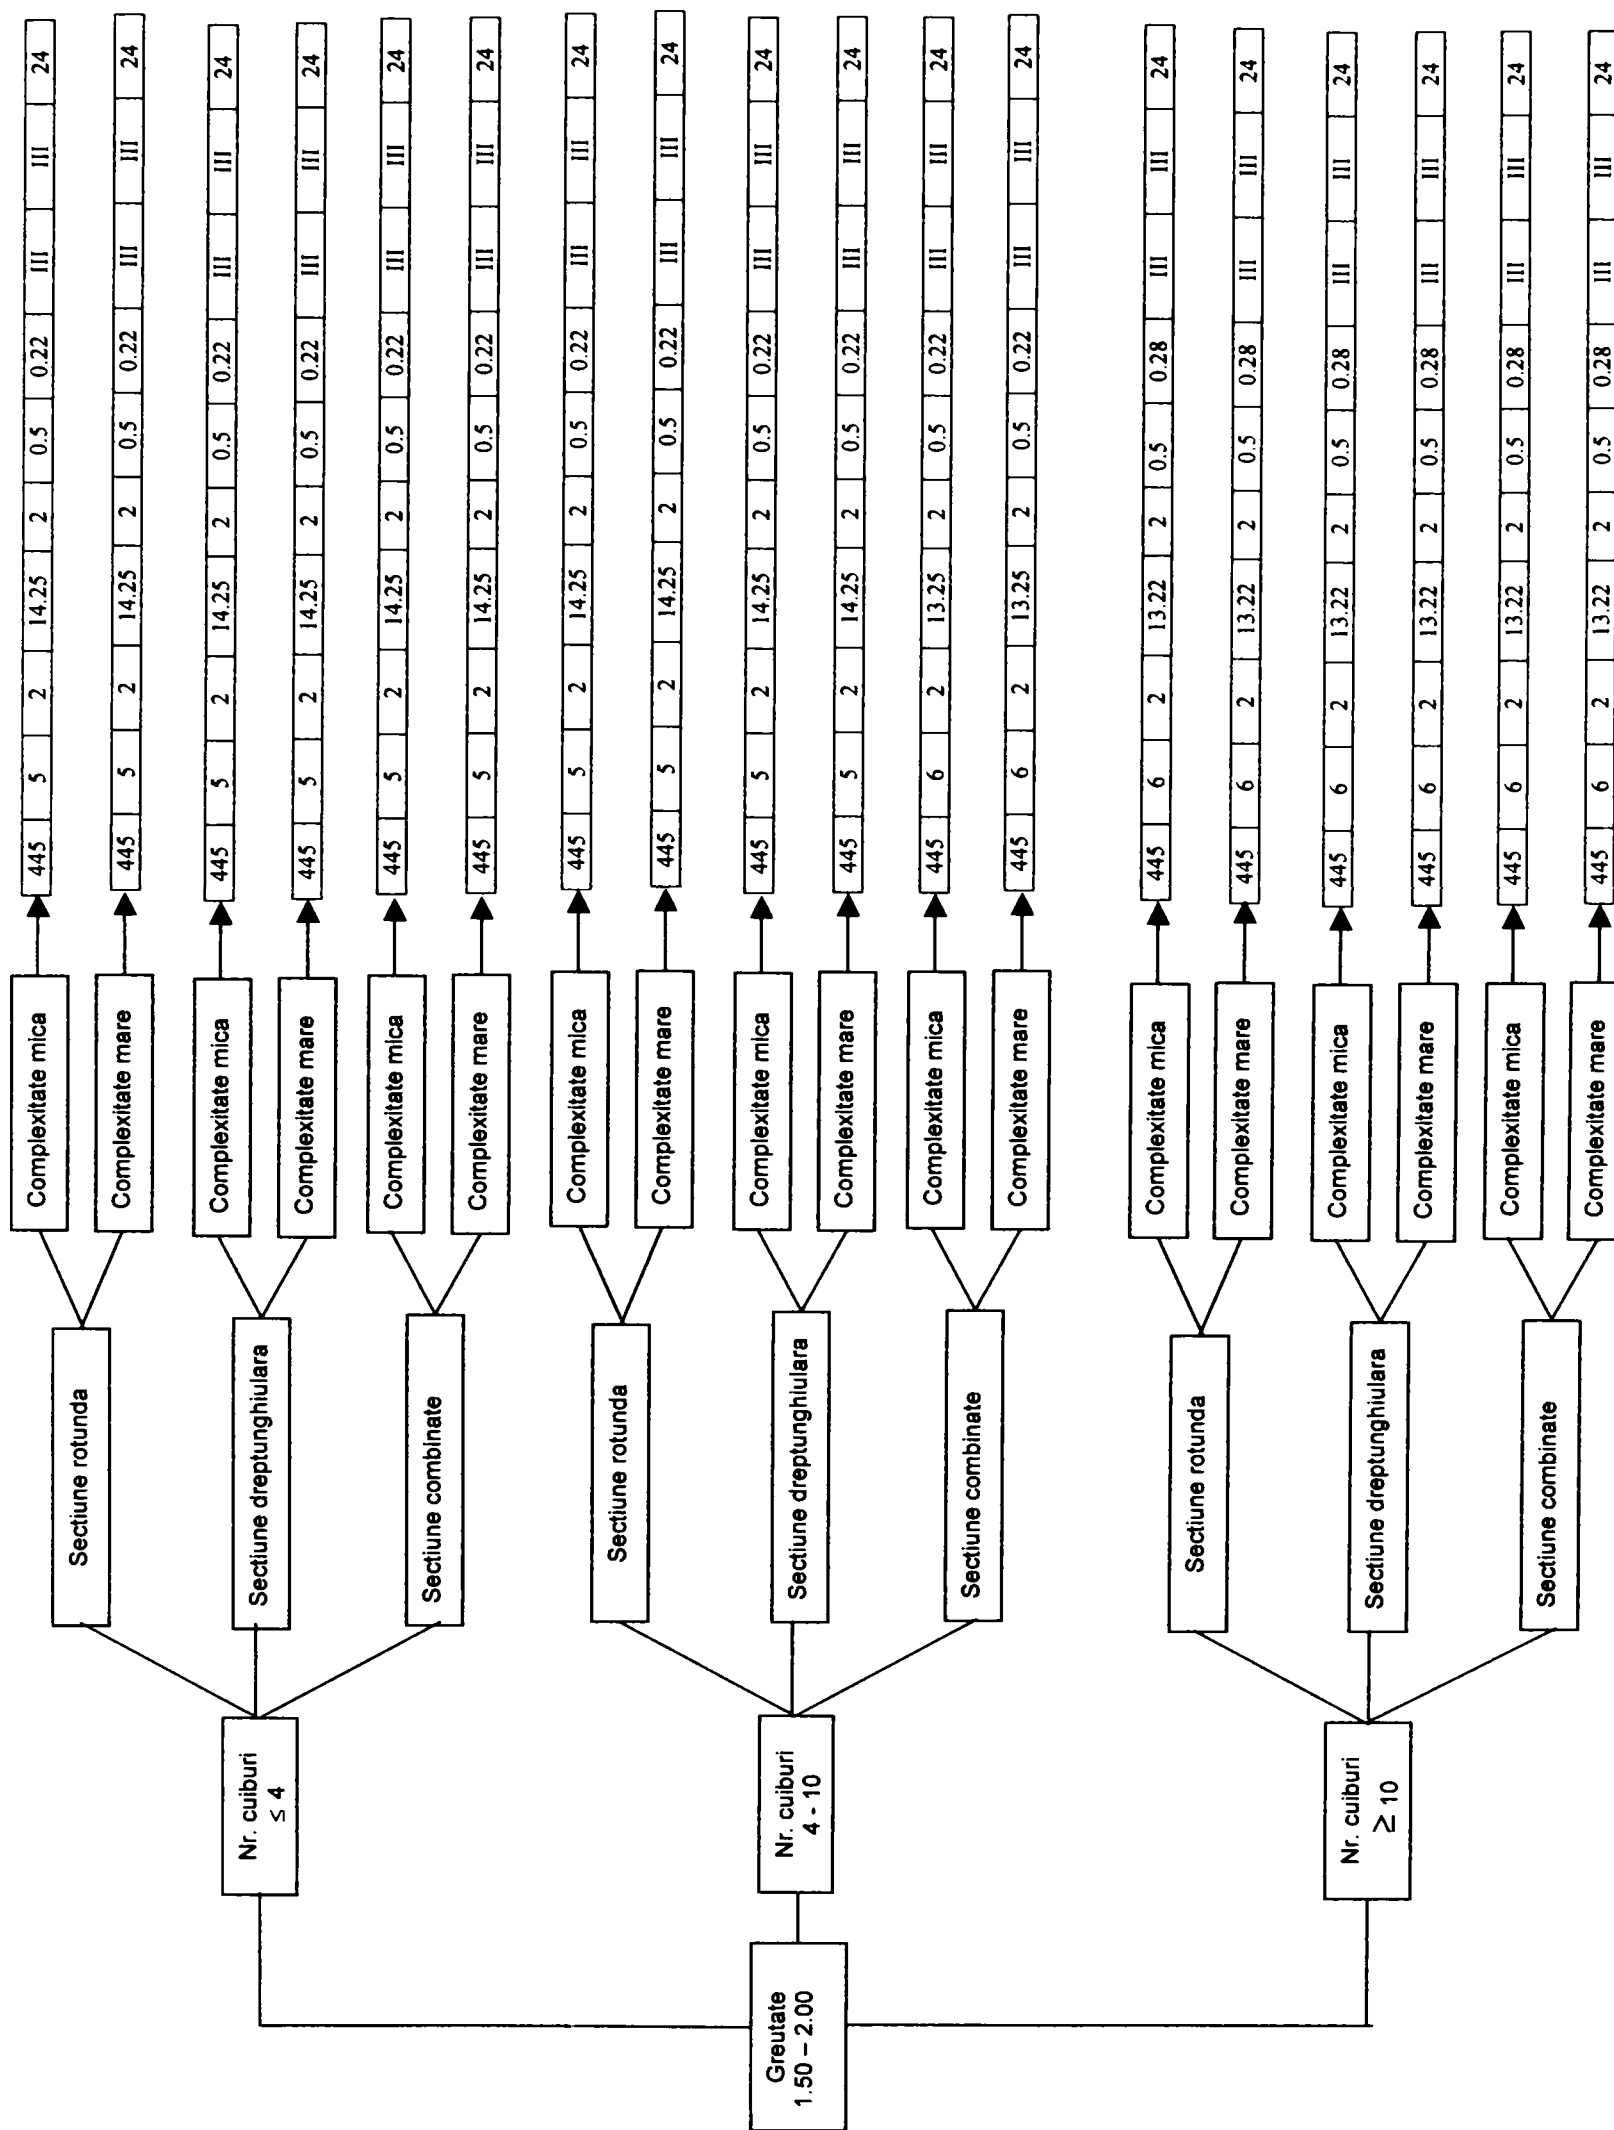 Greutate
1.50 – 2.00
Nr. cuiburi
≤ 4
Sectiune rotunda
Complexitate mica
445 5 2 14.25 2 0.5 0.22 III III 24
Complexitate mare
445 5 2 14.25 2 0.5 0.22 III III 24
Sectiune dreptunghiulara
Complexitate mica
445 5 2 14.25 2 0.5 0.22 III III 24
Complexitate mare
445 5 2 14.25 2 0.5 0.22 III III 24
Sectiune combinate
Complexitate mica
445 5 2 14.25 2 0.5 0.22 III III 24
Complexitate mare
445 5 2 14.25 2 0.5 0.22 III III 24
Nr. cuiburi
4 - 10
Sectiune rotunda
Complexitate mica
445 5 2 14.25 2 0.5 0.22 III III 24
Complexitate mare
445 5 2 14.25 2 0.5 0.22 III III 24
Sectiune dreptunghiulara
Complexitate mica
445 5 2 14.25 2 0.5 0.22 III III 24
Complexitate mare
445 5 2 14.25 2 0.5 0.22 III III 24
Sectiune combinate
Complexitate mica
445 6 2 13.25 2 0.5 0.22 III III 24
Complexitate mare
445 6 2 13.25 2 0.5 0.22 III III 24
Nr. cuiburi
≥ 10
Sectiune rotunda
Complexitate mica
445 6 2 13.22 2 0.5 0.28 III III 24
Complexitate mare
445 6 2 13.22 2 0.5 0.28 III III 24
Sectiune dreptunghiulara
Complexitate mica
445 6 2 13.22 2 0.5 0.28 III III 24
Complexitate mare
445 6 2 13.22 2 0.5 0.28 III III 24
Sectiune combinate
Complexitate mica
445 6 2 13.22 2 0.5 0.28 III III 24
Complexitate mare
445 6 2 13.22 2 0.5 0.28 III III 24